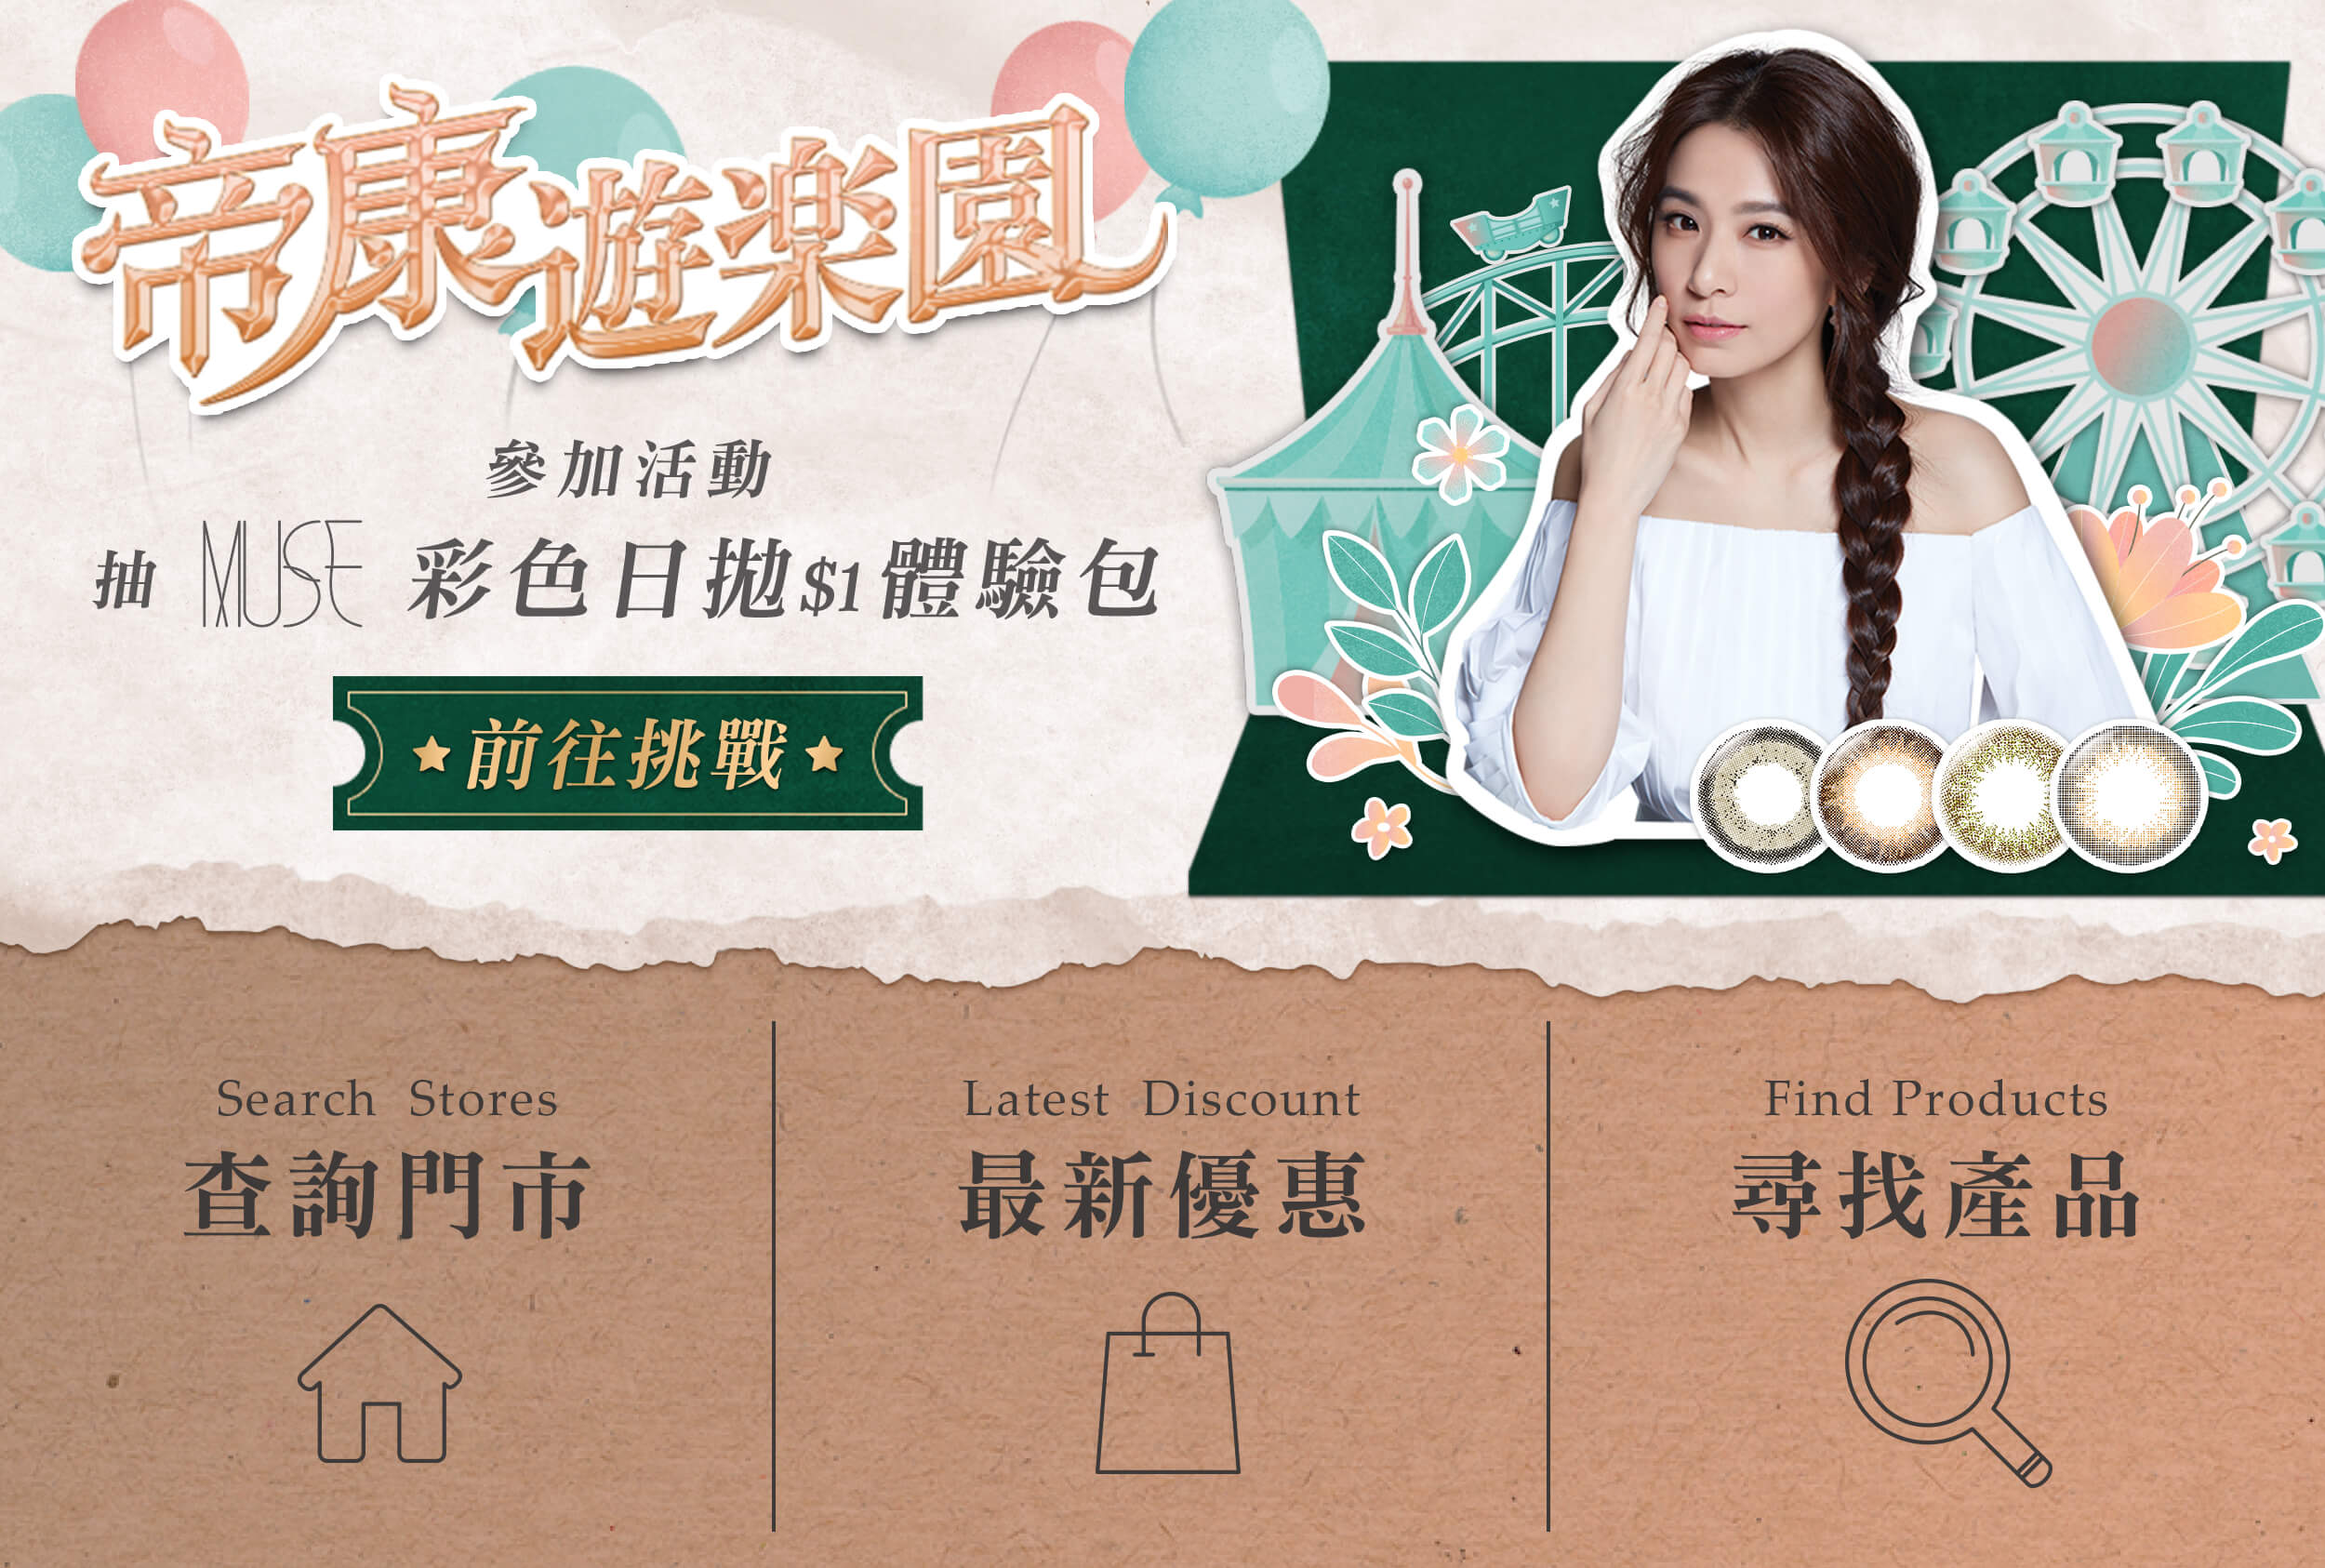 帝康遊楽園
參加活動
抽 MUSE 彩色日拋$1體驗包
前往挑戰
Search Stores
查詢門市
Latest Discount
最新優惠
Find Products
尋找產品